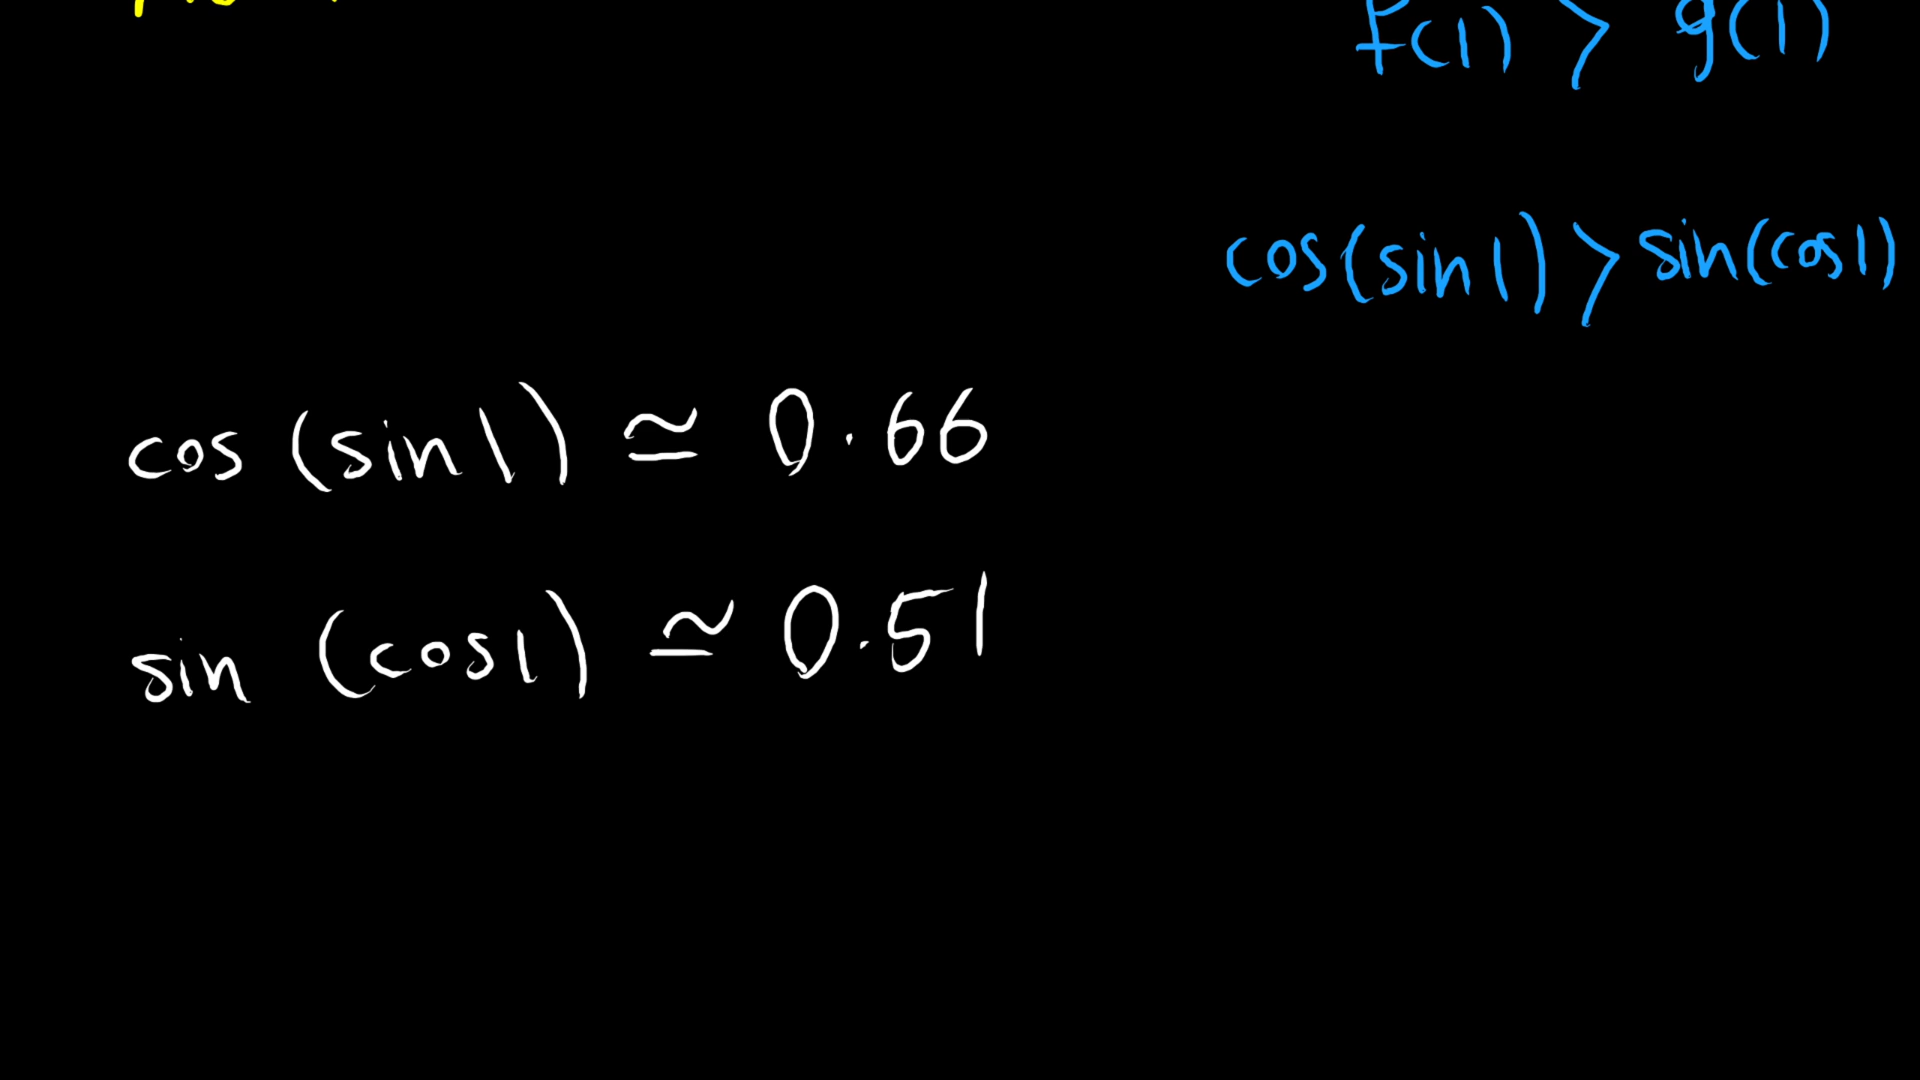 f(1) > g(1)
cos(sin1) > sin(cos1)
cos (sin1) ≃ 0.66
sin (cos1) ≃ 0.51